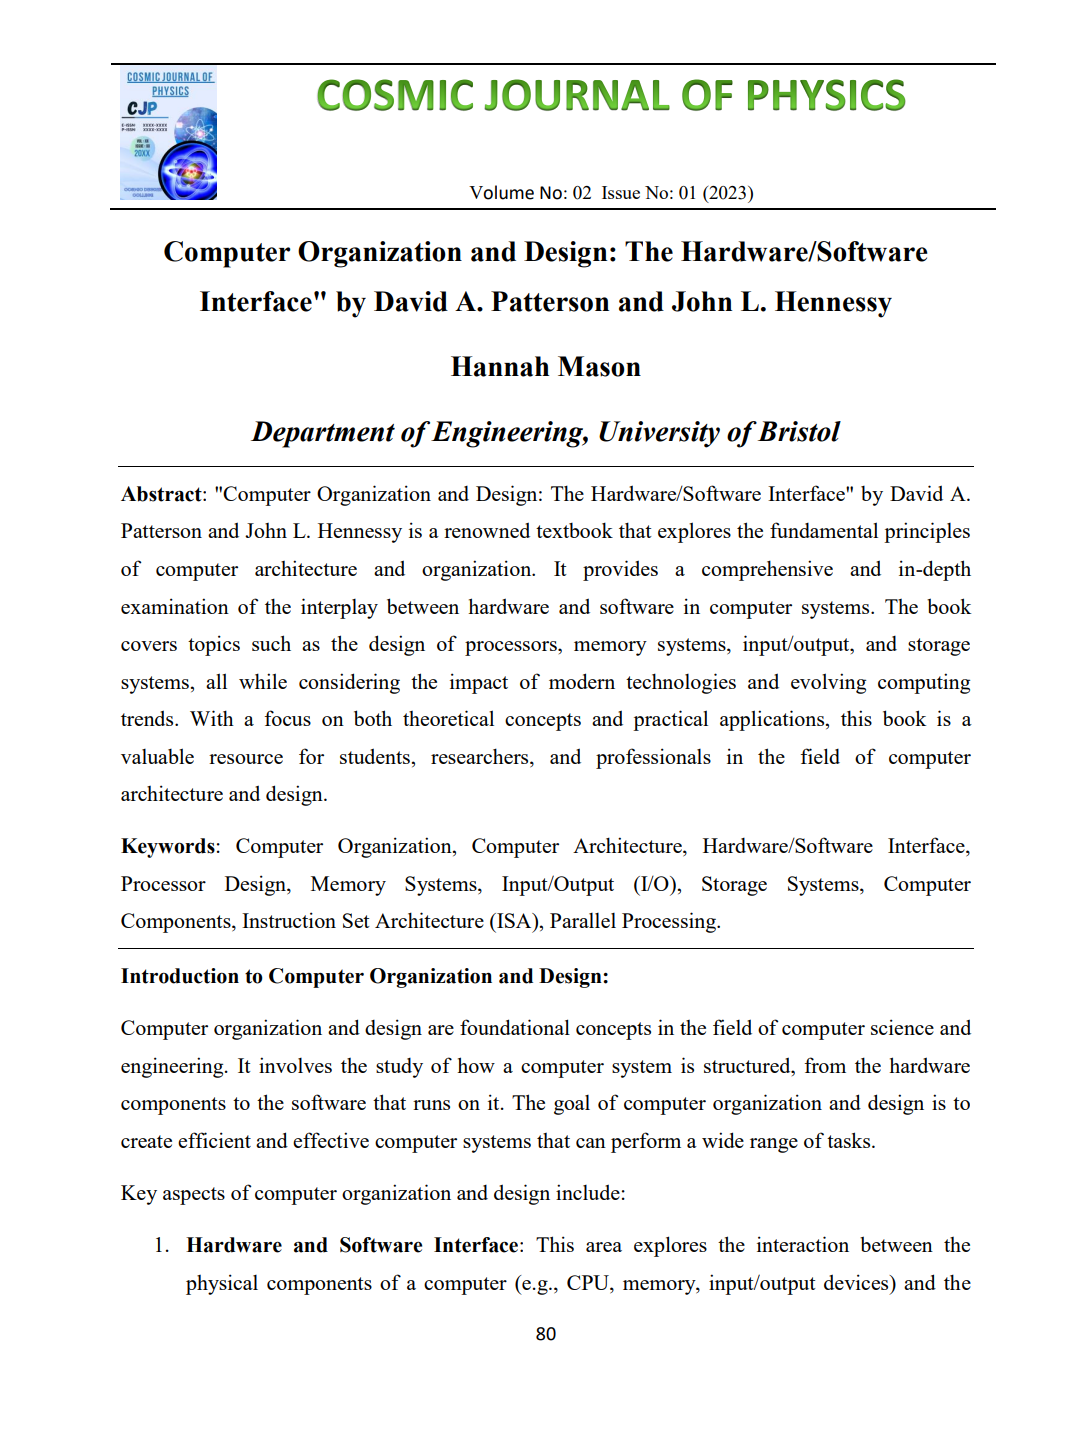 COSMIC JOURNAL OF
PHYSICS
CJP
E-ISSN XXXX-XXXX
P-ISSN XXXX-XXXX
20XX
COSMIC JOURNAL OF PHYSICS
Volume No: 02 Issue No: 01 (2023)
Computer Organization and Design: The Hardware/Software
Interface" by David A. Patterson and John L. Hennessy
Hannah Mason
Department of Engineering, University of Bristol
Abstract: "Computer Organization and Design: The Hardware/Software Interface" by David A.
Patterson and John L. Hennessy is a renowned textbook that explores the fundamental principles
of computer architecture and organization. It provides a comprehensive and in-depth
examination of the interplay between hardware and software in computer systems. The book
covers topics such as the design of processors, memory systems, input/output, and storage
systems, all while considering the impact of modern technologies and evolving computing
trends. With a focus on both theoretical concepts and practical applications, this book is a
valuable resource for students, researchers, and professionals in the field of computer
architecture and design.
Keywords: Computer Organization, Computer Architecture, Hardware/Software Interface,
Processor Design, Memory Systems, Input/Output (I/O), Storage Systems, Computer
Components, Instruction Set Architecture (ISA), Parallel Processing.
Introduction to Computer Organization and Design:
Computer organization and design are foundational concepts in the field of computer science and
engineering. It involves the study of how a computer system is structured, from the hardware
components to the software that runs on it. The goal of computer organization and design is to
create efficient and effective computer systems that can perform a wide range of tasks.
Key aspects of computer organization and design include:
1. Hardware and Software Interface: This area explores the interaction between the
physical components of a computer (e.g., CPU, memory, input/output devices) and the
80